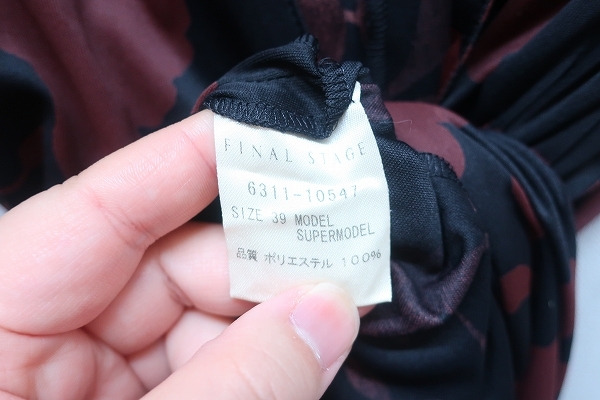 FINAL STAGE
6311-10547
SIZE 39 MODEL
SUPERMODEL
品質 ポリエステル 100%